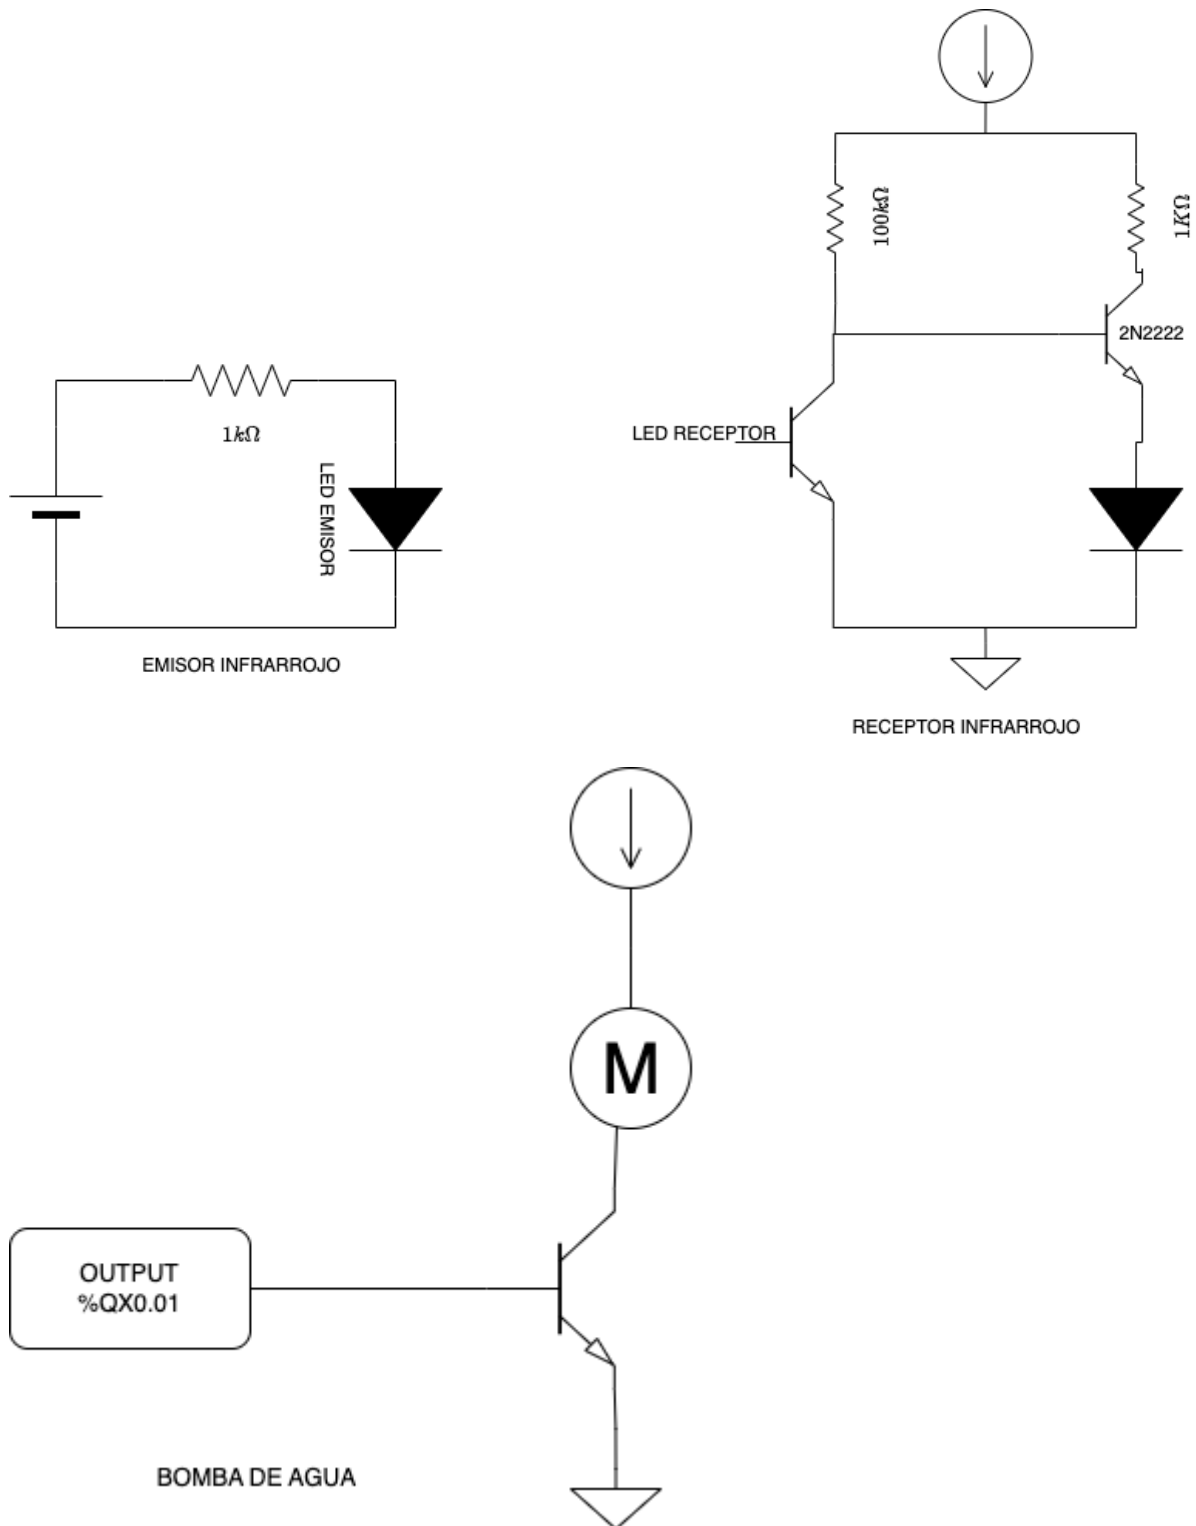 100kΩ
1KΩ
2N2222
LED RECEPTOR
1kΩ
LED EMISOR
EMISOR INFRARROJO
RECEPTOR INFRARROJO
M
OUTPUT
%QX0.01
BOMBA DE AGUA